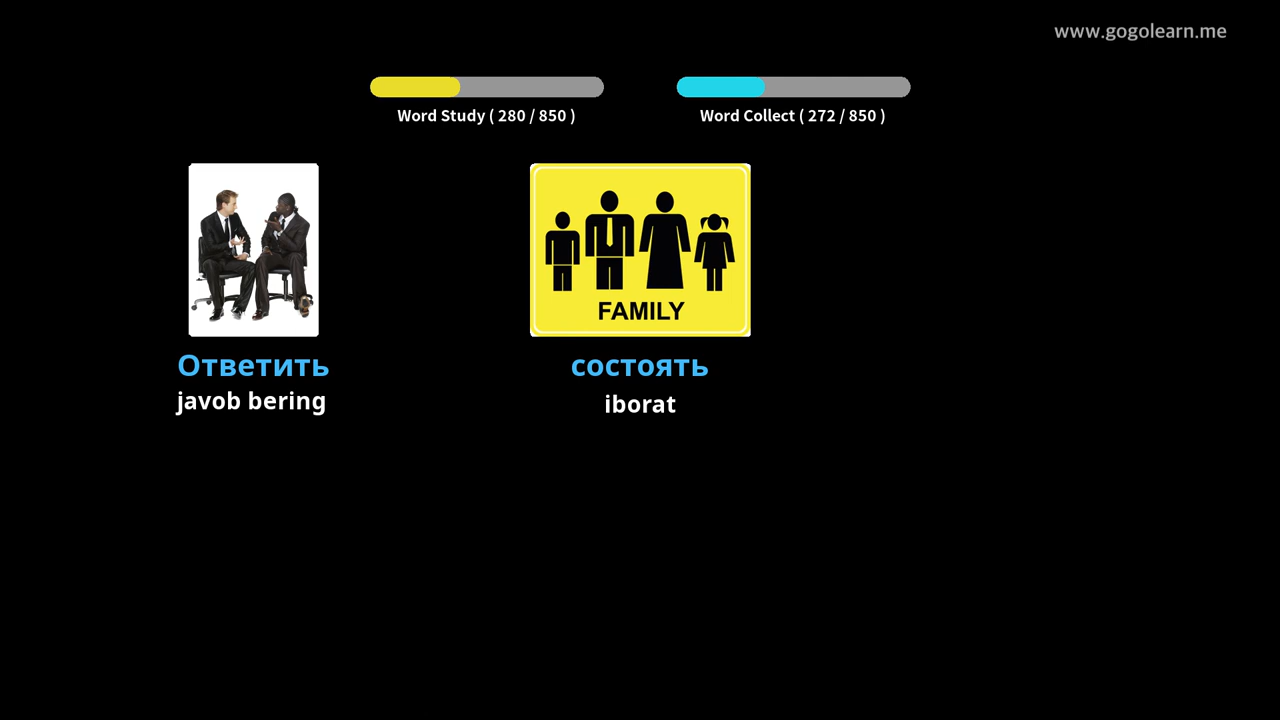 www.gogolearn.me
Word Study ( 280 / 850 )
Word Collect ( 272 / 850 )
FAMILY
Ответить
состоять
javob bering
iborat